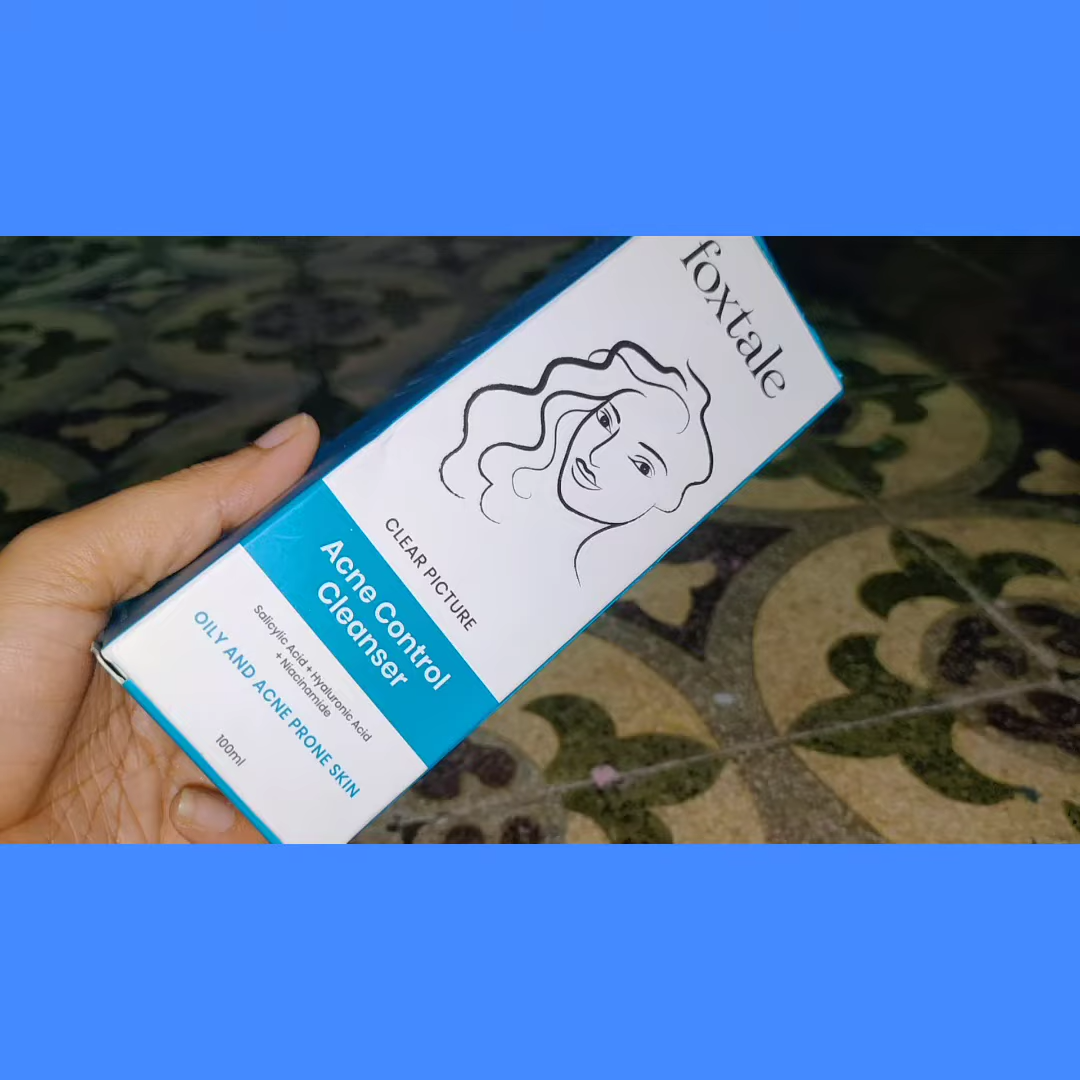 foxtale
CLEAR PICTURE
Acne Control
Cleanser
Salicylic Acid + Hyaluronic Acid
+ Niacinamide
OILY AND ACNE PRONE SKIN
100ml